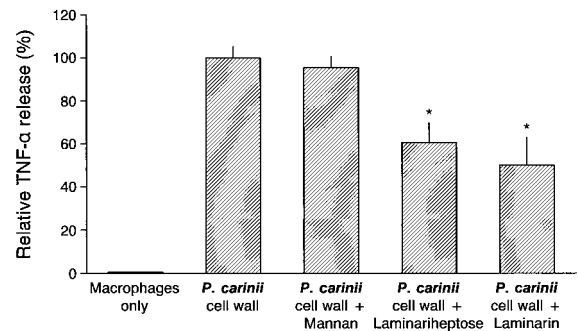 120
100
80
60
40
20
0
Relative TNF-α release (%)
*
*
Macrophages
only
P. carinii
cell wall
P. carinii
cell wall +
Mannan
P. carinii
cell wall +
Laminariheptose
P. carinii
cell wall +
Laminarin